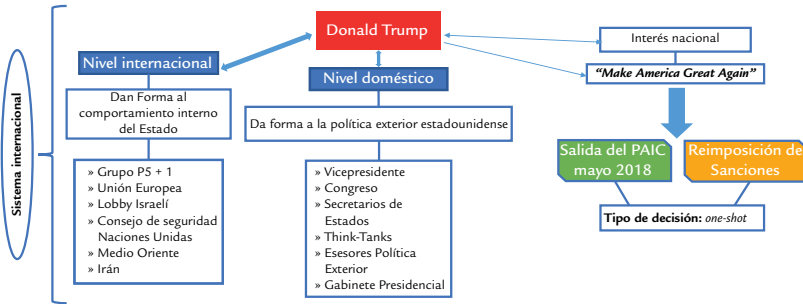 Sistema internacional
Donald Trump
Nivel internacional
Dan Forma al
comportamiento interno
del Estado
» Grupo P5 + 1
» Unión Europea
» Lobby Israelí
» Consejo de seguridad
Naciones Unidas
» Medio Oriente
» Irán
Nivel doméstico
Da forma a la política exterior estadounidense
» Vicepresidente
» Congreso
» Secretarios de
Estados
» Think-Tanks
» Esesores Política
Exterior
» Gabinete Presidencial
Interés nacional
“Make America Great Again”
Salida del PAIC
mayo 2018
Reimposición de
Sanciones
Tipo de decisión: one-shot